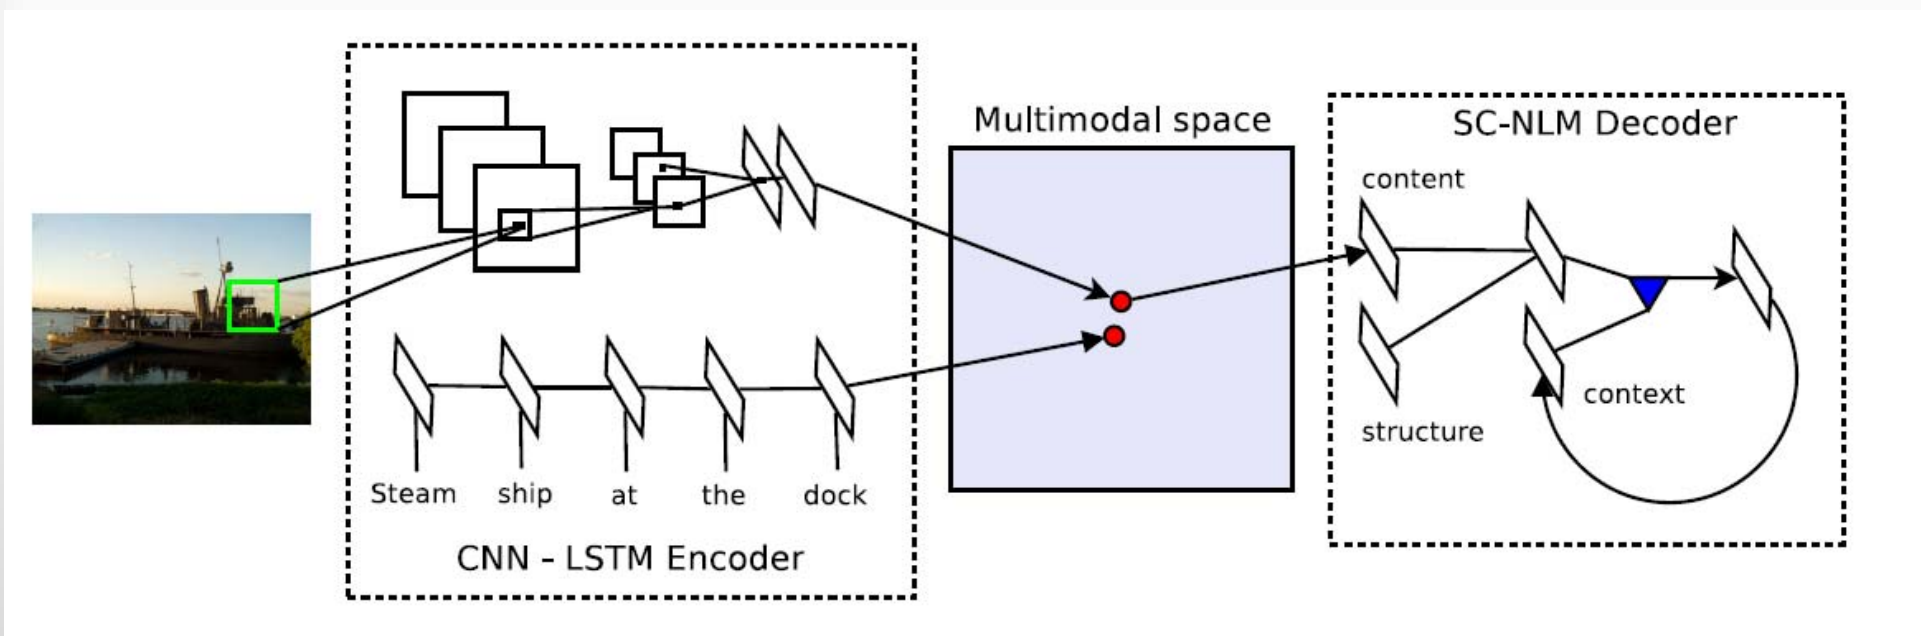 Steam ship at the dock
CNN - LSTM Encoder
Multimodal space
SC-NLM Decoder
content
structure
context